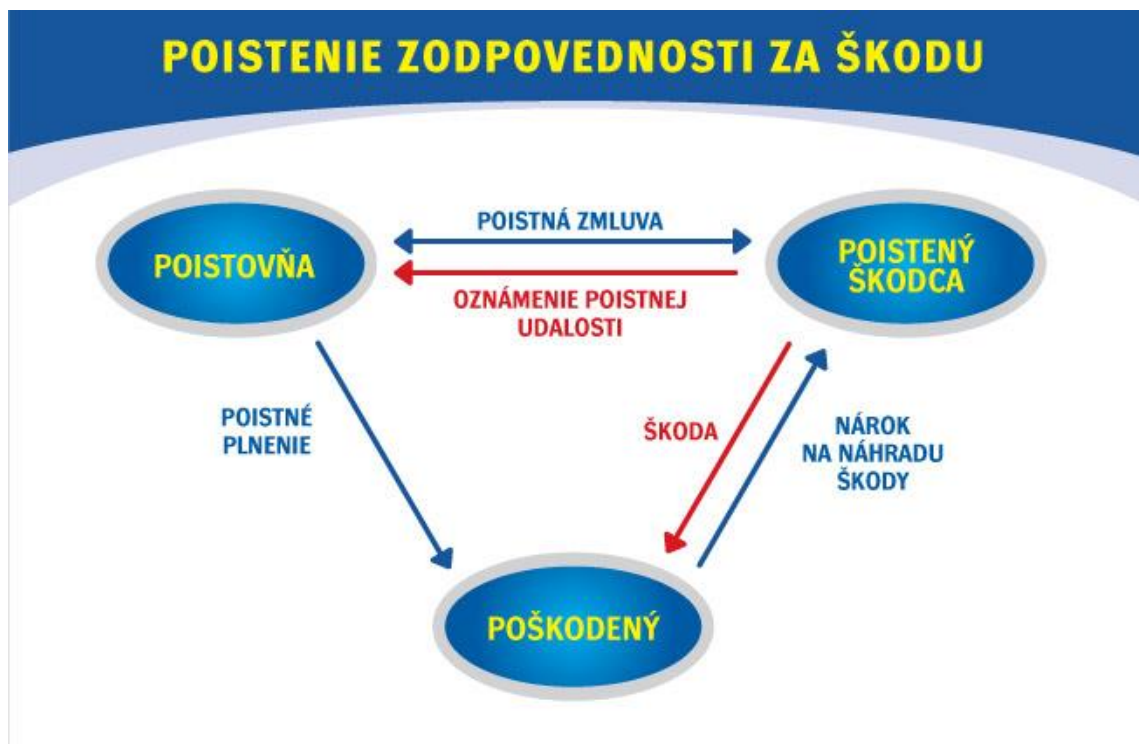 POISTENIE ZODPOVEDNOSTI ZA ŠKODU
POISTOVŇA
POISTNÁ ZMLUVA
OZNÁMENIE POISTNEJ
UDALOSTI
POISTENÝ
ŠKODCA
POISTNÉ
PLNENIE
ŠKODA
NÁROK
NA NÁHRADU
ŠKODY
POŠKODENÝ